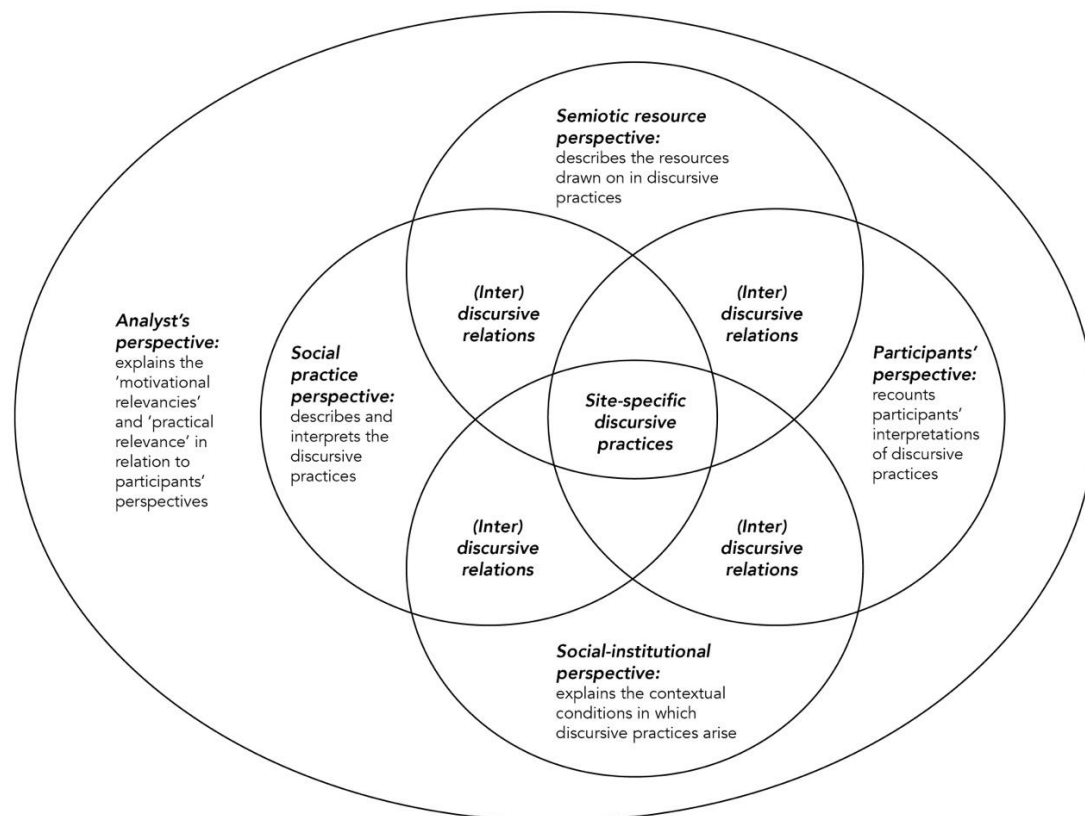 Semiotic resource
perspective:
describes the resources
drawn on in discursive
practices
(Inter)
discursive
relations
(Inter)
discursive
relations
Analyst's
perspective:
explains the
'motivational
relevancies'
and 'practical
relevance' in
relation to
participants'
perspectives
Social
practice
perspective:
describes and
interprets the
discursive
practices
Site-specific
discursive
practices
Participants'
perspective:
recounts
participants'
interpretations
of discursive
practices
(Inter)
discursive
relations
(Inter)
discursive
relations
Social-institutional
perspective:
explains the contextual
conditions in which
discursive practices arise